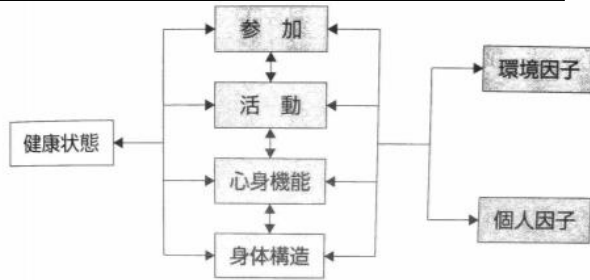 参 加
活 動
心身機能
身体構造
健康状態
環境因子
個人因子